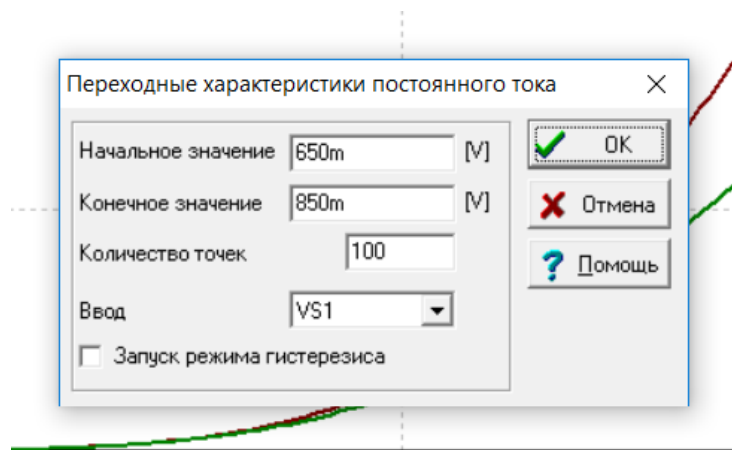 Переходные характеристики постоянного тока
Начальное значение 650m [V]
Конечное значение 850m [V]
Количество точек 100
Ввод VS1
Запуск режима гистерезиса
OK
Отмена
Помощь